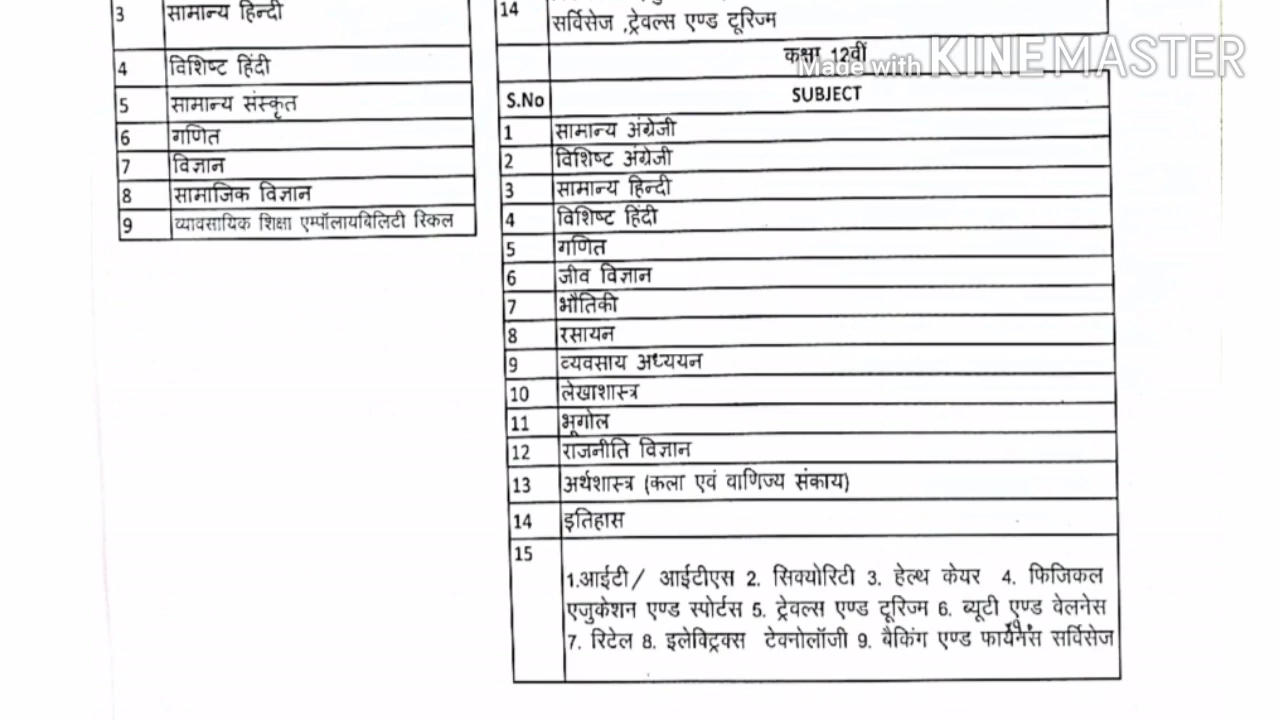 3 सामान्य हिन्दी
4 विशिष्ट हिंदी
5 सामान्य संस्कृत
6 गणित
7 विज्ञान
8 सामाजिक विज्ञान
9 व्यावसायिक शिक्षा एम्पॉलायबिलिटी रिकल
14
सर्विसेज ,ट्रेवल्स एण्ड टूरिज्म
कक्षा 12वीं
Made with KINEMASTER
S.No SUBJECT
1 सामान्य अंग्रेजी
2 विशिष्ट अंग्रेजी
3 सामान्य हिन्दी
4 विशिष्ट हिंदी
5 गणित
6 जीव विज्ञान
7 भौतिकी
8 रसायन
9 व्यवसाय अध्ययन
10 लेखाशास्त्र
11 भूगोल
12 राजनीति विज्ञान
13 अर्थशास्त्र (कला एवं वाणिज्य संकाय)
14 इतिहास
15
1.आईटी/ आईटीएस 2. सिक्योरिटी 3. हेल्थ केयर 4. फिजिकल
एजुकेशन एण्ड स्पोर्टस 5. ट्रेवल्स एण्ड टूरिज्म 6. ब्यूटी एण्ड वेलनेस
7. रिटेल 8. इलेक्ट्रिक्स टेक्नोलॉजी 9. बैकिंग एण्ड फायनेंस सर्विसेज